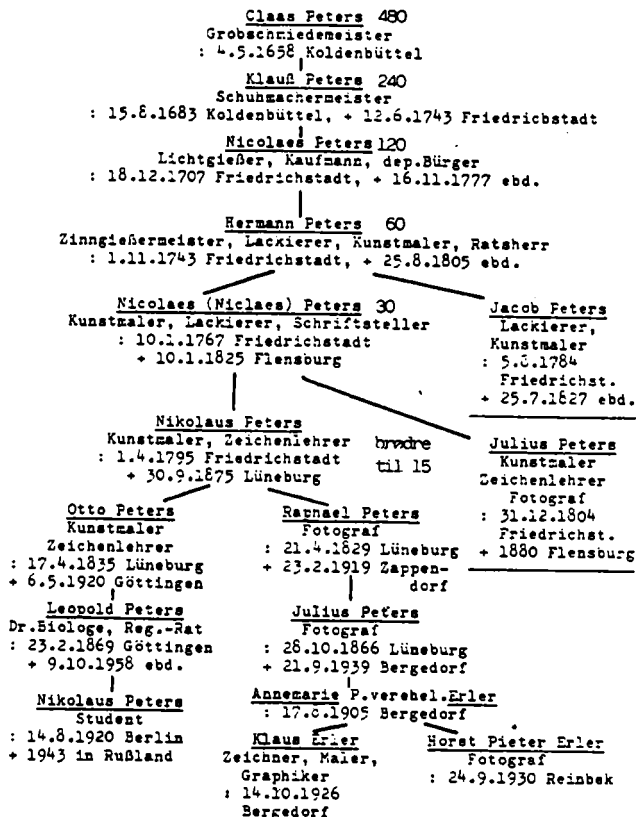 Claas Peters 480
Grobschmiedemeister
: 4.5.1658 Koldenbüttel
Klauß Peters 240
Schuhmachermeister
: 15.8.1683 Koldenbüttel, + 12.6.1743 Friedrichstadt
Nicolaes Peters 120
Lichtgießer, Kaufmann, dep.Bürger
: 18.12.1707 Friedrichstadt, + 16.11.1777 ebd.
Hermann Peters 60
Zinngießermeister, Lackierer, Kunstmaler, Ratsherr
: 1.11.1743 Friedrichstadt, + 25.8.1805 ebd.
Nicolaes (Niclaes) Peters 30
Kunstmaler, Lackierer, Schriftsteller
: 10.1.1767 Friedrichstadt
+ 10.1.1825 Flensburg
Jacob Peters
Lackierer,
Kunstmaler
: 5.8.1784
Friedrichst.
+ 25.7.1827 ebd.
Nikolaus Peters
Kunstmaler, Zeichenlehrer
: 1.4.1795 Friedrichstadt
+ 30.9.1875 Lüneburg
brødre
til 15
Julius Peters
Kunstmaler
Zeichenlehrer
Fotograf
: 31.12.1804
Friedrichst.
+ 1880 Flensburg
Otto Peters
Kunstmaler
Zeichenlehrer
: 17.4.1835 Lüneburg
+ 6.5.1920 Göttingen
Raphael Peters
Fotograf
: 21.4.1829 Lüneburg
+ 23.2.1919 Zappen-
dorf
Leopold Peters
Dr.Biologe, Reg.-Rat
: 23.2.1869 Göttingen
+ 9.10.1958 ebd.
Julius Peters
Fotograf
: 28.10.1866 Lüneburg
+ 21.9.1939 Bergedorf
Nikolaus Peters
Student
: 14.8.1920 Berlin
+ 1943 in Rußland
Annemarie P.verehel.Erler
: 17.8.1905 Bergedorf
Klaus Erler
Zeichner, Maler,
Graphiker
: 14.10.1926
Bergedorf
Horst Pieter Erler
Fotograf
: 24.9.1930 Reinbek